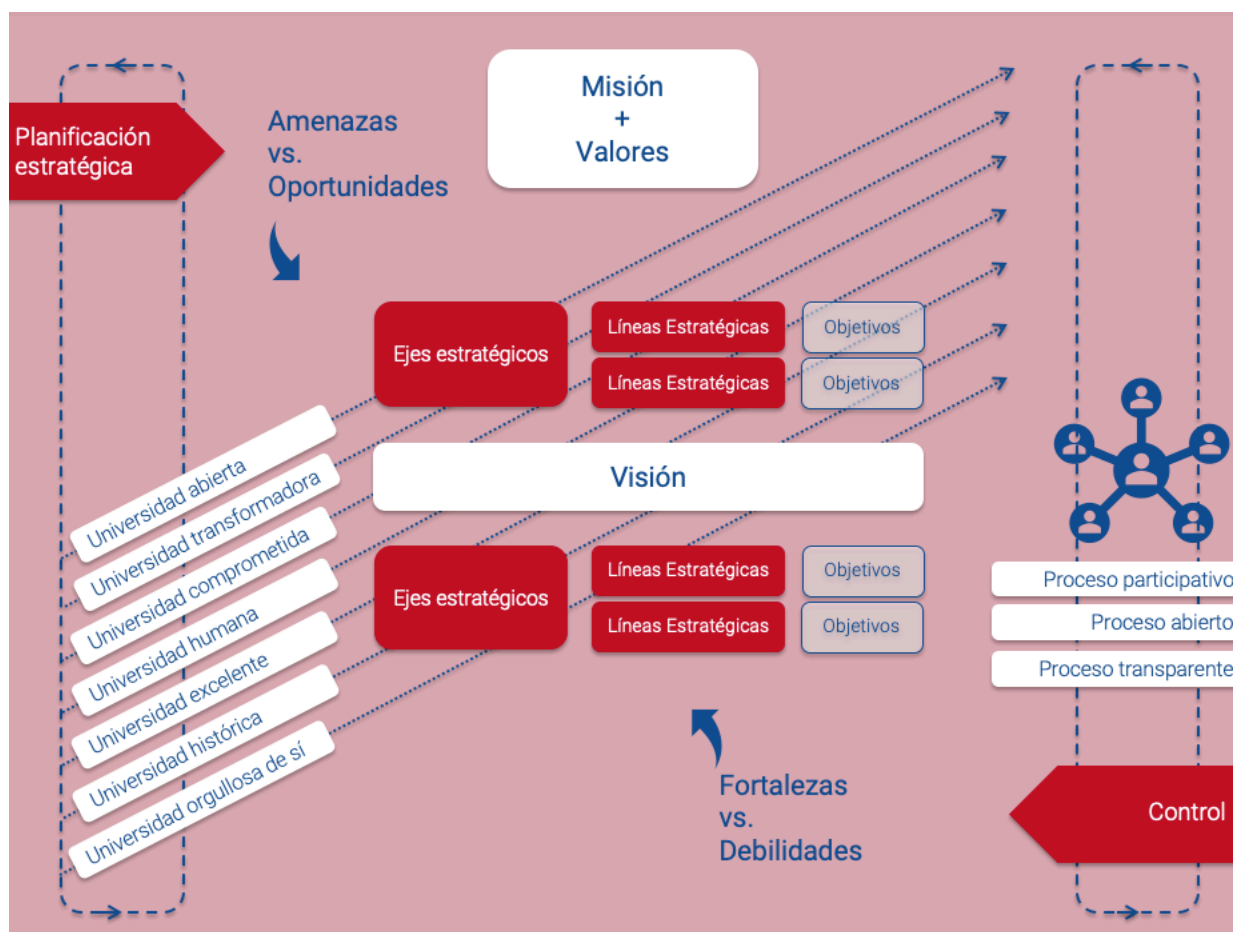 Planificación
estratégica
Amenazas
vs.
Oportunidades
Misión
+
Valores
Ejes estratégicos
Líneas Estratégicas
Objetivos
Líneas Estratégicas
Objetivos
Visión
Ejes estratégicos
Líneas Estratégicas
Objetivos
Líneas Estratégicas
Objetivos
Universidad abierta
Universidad transformadora
Universidad comprometida
Universidad humana
Universidad excelente
Universidad histórica
Universidad orgullosa de sí
Fortalezas
vs.
Debilidades
Proceso participativo
Proceso abierto
Proceso transparente
Control